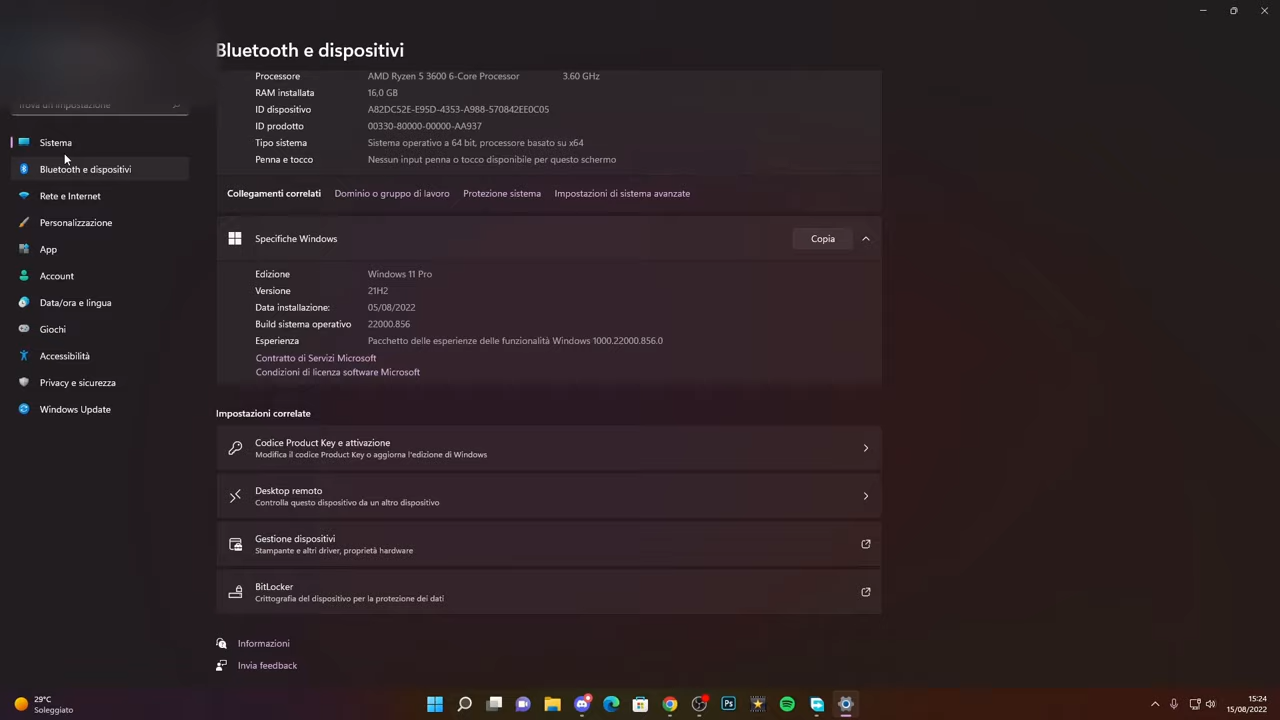 Bluetooth e dispositivi
Processore AMD Ryzen 5 3600 6-Core Processor 3.60 GHz
RAM installata 16,0 GB
ID dispositivo A82DC52E-E95D-4353-A988-570842EE0C05
ID prodotto 00330-80000-00000-AA937
Tipo sistema Sistema operativo a 64 bit, processore basato su x64
Penna e tocco Nessun input penna o tocco disponibile per questo schermo
Collegamenti correlati Dominio o gruppo di lavoro Protezione sistema Impostazioni di sistema avanzate
Specifiche Windows Copia
Edizione Windows 11 Pro
Versione 21H2
Data installazione: 05/08/2022
Build sistema operativo 22000.856
Esperienza Pacchetto delle esperienze delle funzionalità Windows 1000.22000.856.0
Contratto di Servizi Microsoft
Condizioni di licenza software Microsoft
Impostazioni correlate
Codice Product Key e attivazione
Modifica il codice Product Key o aggiorna l'edizione di Windows
Desktop remoto
Controlla questo dispositivo da un altro dispositivo
Gestione dispositivi
Stampante e altri driver, proprietà hardware
BitLocker
Crittografia del dispositivo per la protezione dei dati
Informazioni
Invia feedback
Trova un'impostazione
Sistema
Bluetooth e dispositivi
Rete e Internet
Personalizzazione
App
Account
Data/ora e lingua
Giochi
Accessibilità
Privacy e sicurezza
Windows Update
29°C
Soleggiato
Ps
15:24
15/08/2022